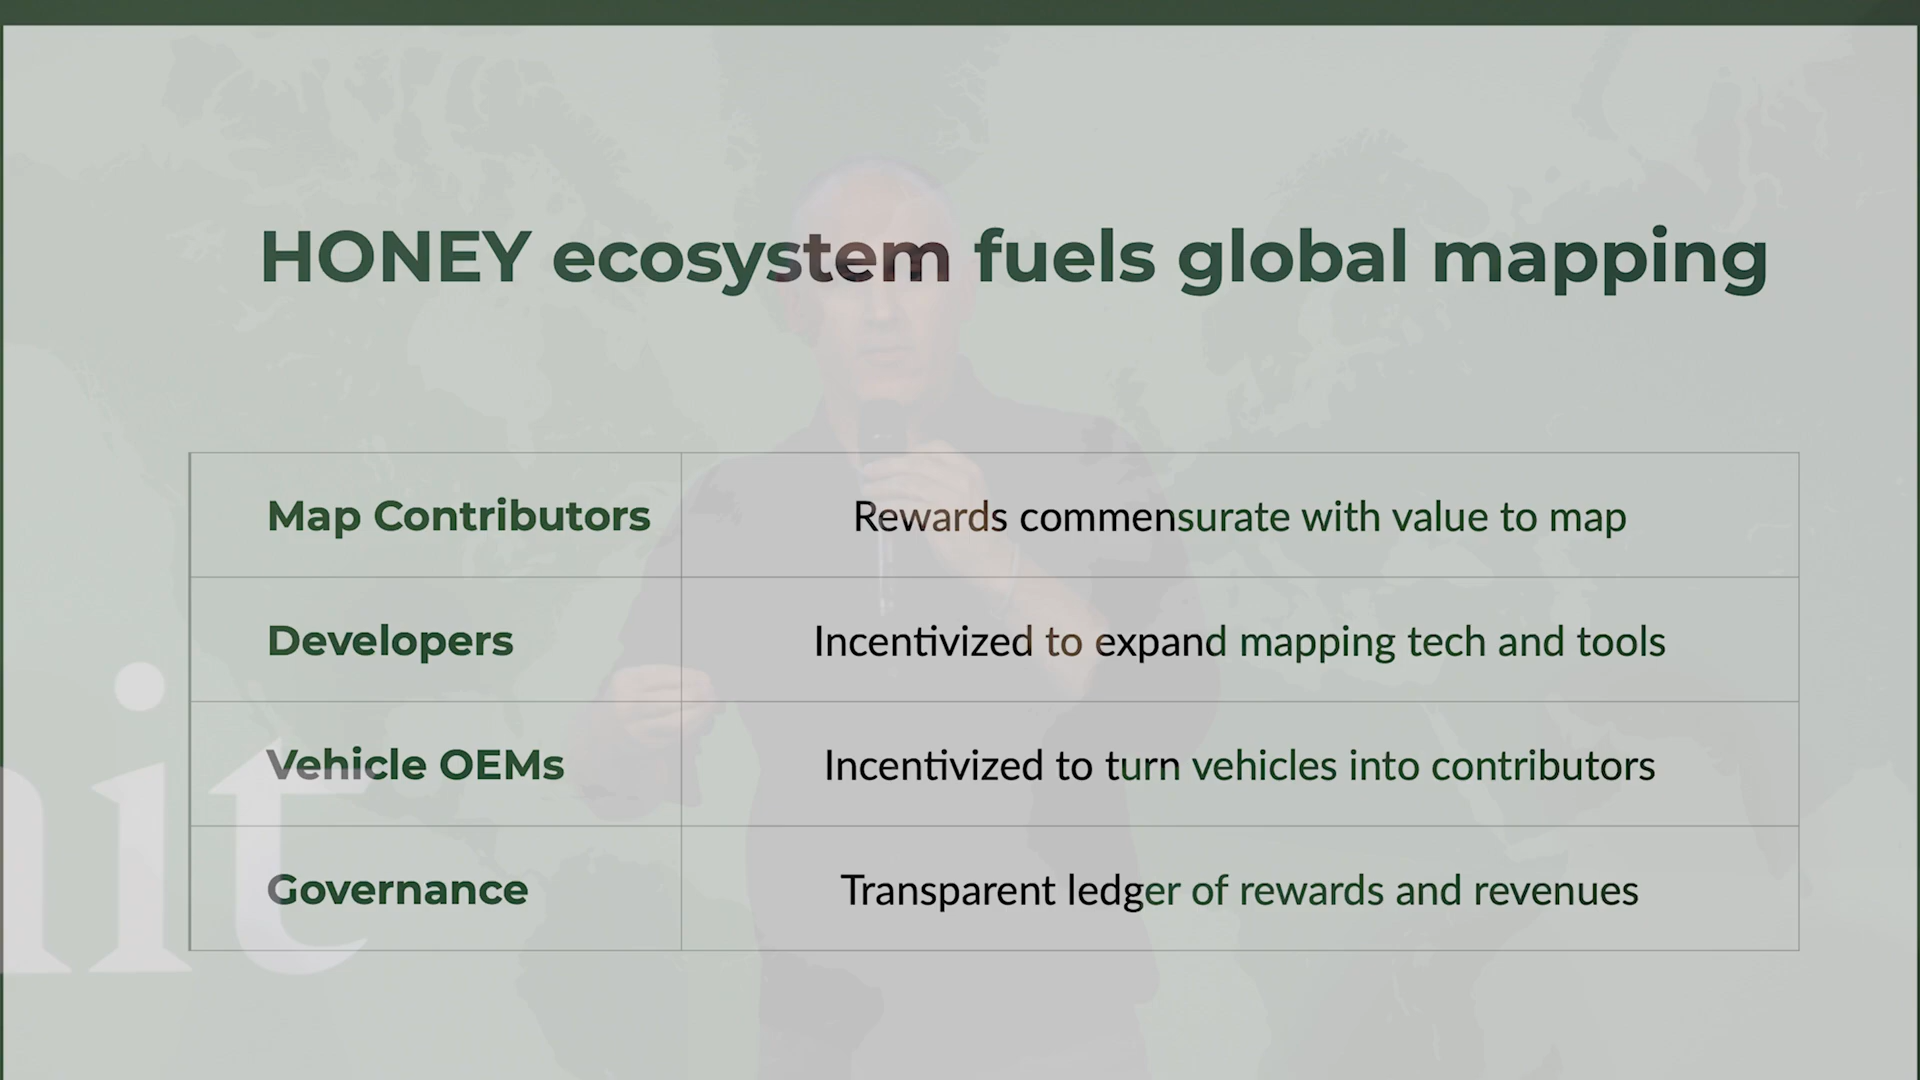 HONEY ecosystem fuels global mapping
Map Contributors
Rewards commensurate with value to map
Developers
Incentivized to expand mapping tech and tools
Vehicle OEMs
Incentivized to turn vehicles into contributors
Governance
Transparent ledger of rewards and revenues